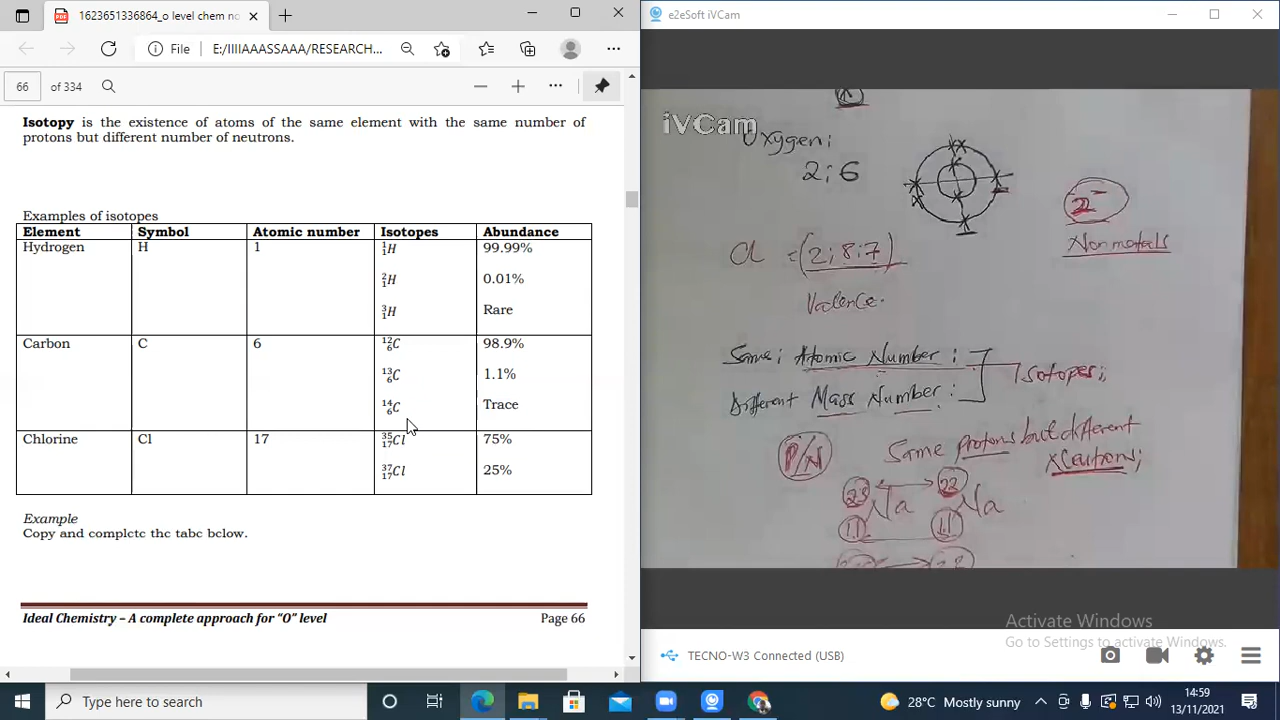 1623651336864_o level chem no
File
E:/IIIIAAASSAAA/RESEARCH...
66 of 334
Isotopy is the existence of atoms of the same element with the same number of
protons but different number of neutrons.
Examples of isotopes
Element Symbol Atomic number Isotopes Abundance
Hydrogen H 1 ¹₁H 99.99%
²₁H 0.01%
³₁H Rare
Carbon C 6 ¹²₆C 98.9%
¹³₆C 1.1%
¹⁴₆C Trace
Chlorine Cl 17 ³⁵₁₇Cl 75%
³⁷₁₇Cl 25%
Example
Copy and complete the tabe below.
Ideal Chemistry – A complete approach for “O” level Page 66
e2eSoft iVCam
iVCam
Oxygen;
2;6
2⁻
Non metals
Cl = (2;8;7)
Valence.
Same; Atomic Number:
Isotopes;
Different Mass Number:
P/N
Same protons but different
Neutrons;
23 Na 22 Na
11 11
Activate Windows
Go to Settings to activate Windows.
TECNO-W3 Connected (USB)
Type here to search
28°C Mostly sunny
14:59
13/11/2021